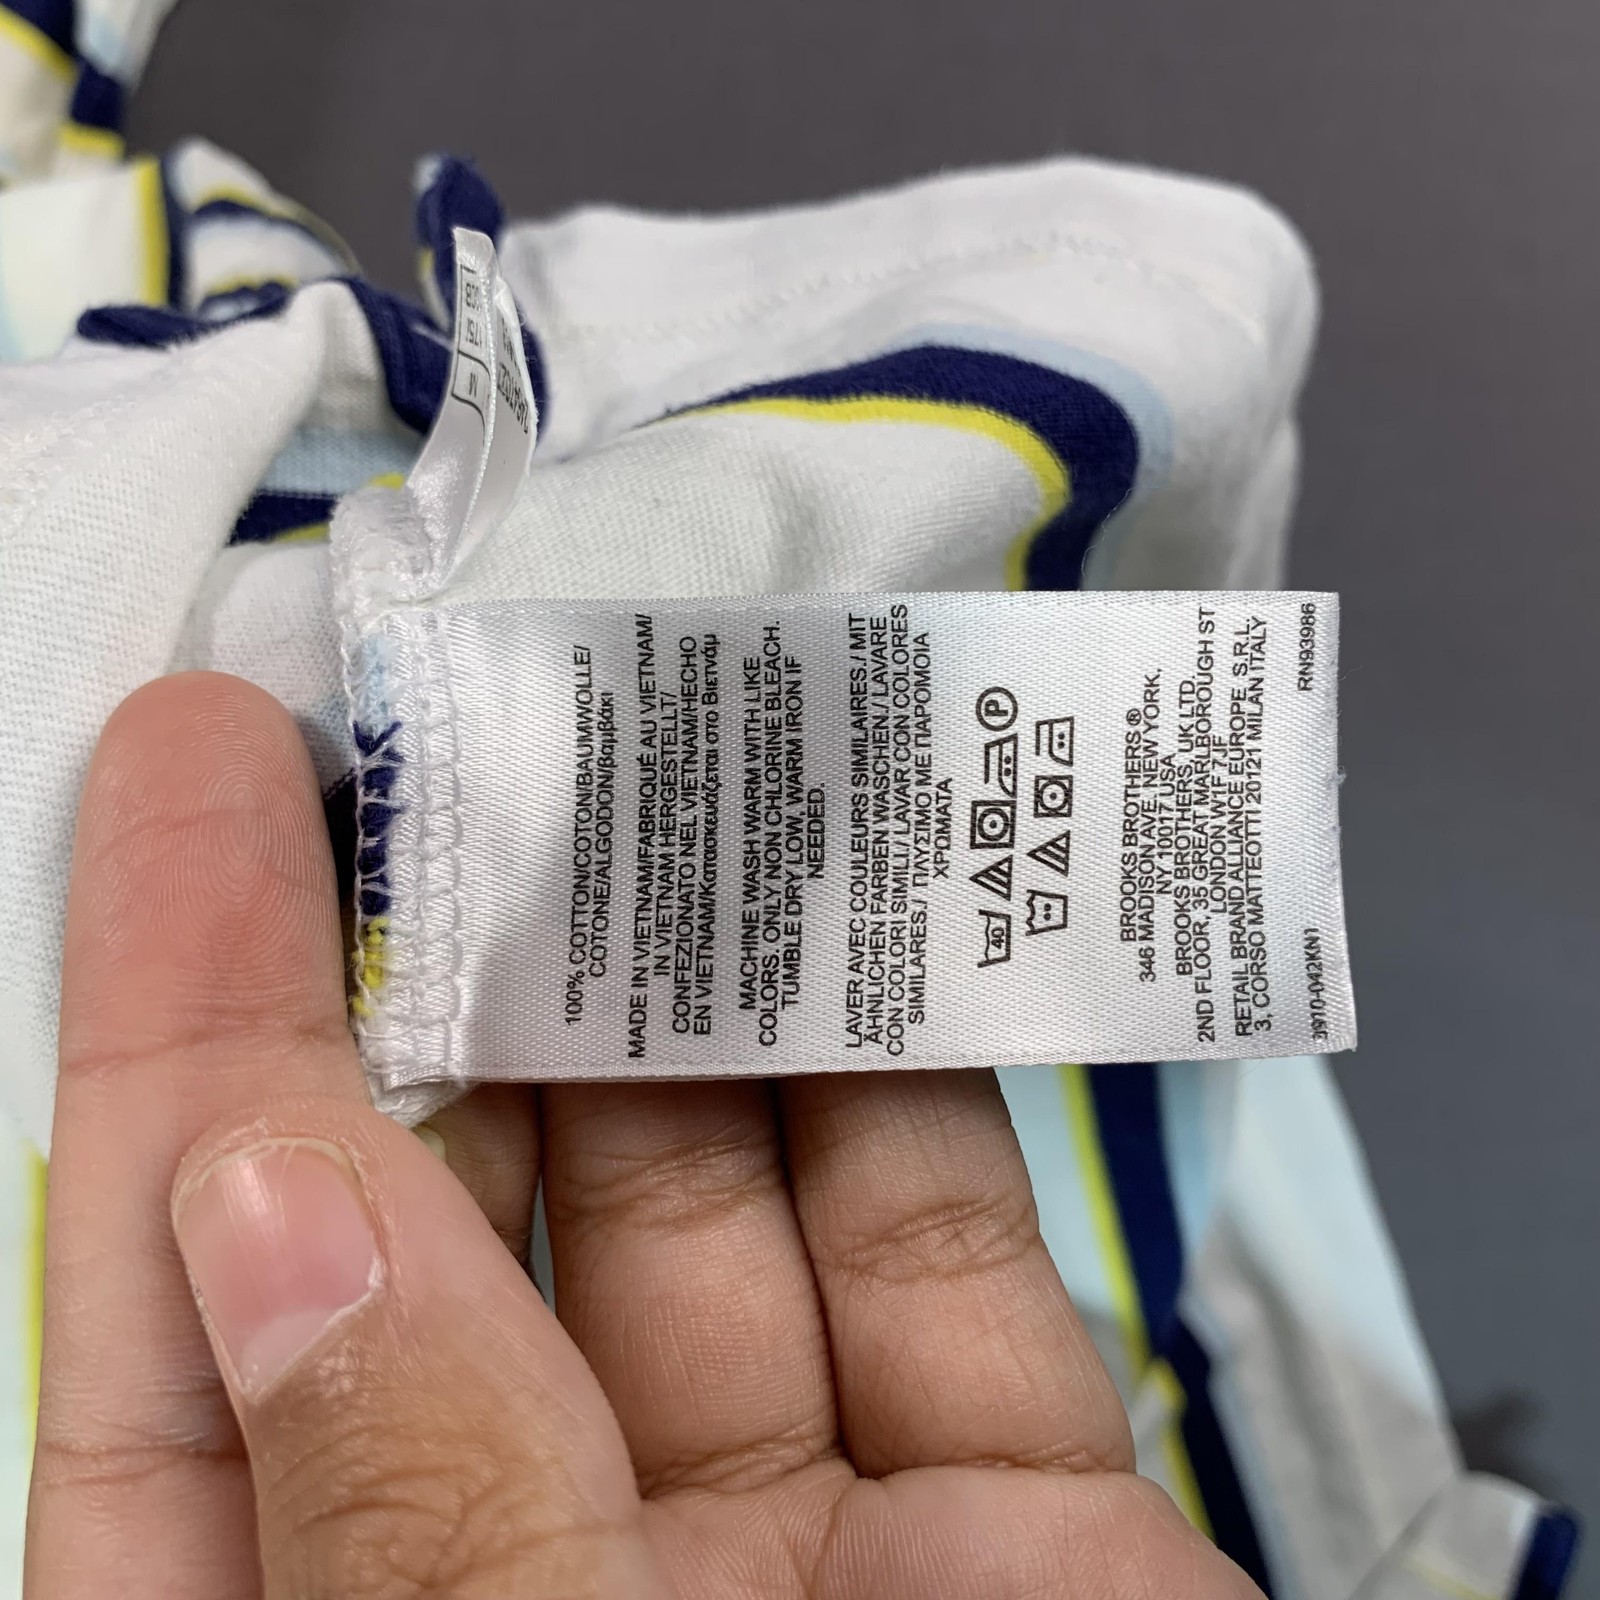 100% COTTON/COTON/BAUMWOLLE/
COTONE/ALGODON/βαμβάκι
MADE IN VIETNAM/FABRIQUÉ AU VIETNAM/
IN VIETNAM HERGESTELLT/
CONFEZIONATO NEL VIETNAM/HECHO
EN VIETNAM/Κατασκευάζεται στο Βιετνάμ
MACHINE WASH WARM WITH LIKE
COLORS. ONLY NON CHLORINE BLEACH.
TUMBLE DRY LOW, WARM IRON IF
NEEDED.
LAVER AVEC COULEURS SIMILAIRES./ MIT
ÄHNLICHEN FARBEN WASCHEN./ LAVARE
CON COLORI SIMILI./ LAVAR CON COLORES
SIMILARES./ ΠΛΥΣΙΜΟ ΜΕ ΠΑΡΟΜΟΙΑ
ΧΡΩΜΑΤΑ
40 P
BROOKS BROTHERS®
346 MADISON AVE, NEW YORK,
NY 10017 USA
BROOKS BROTHERS, UK LTD.
2ND FLOOR, 35 GREAT MARLBOROUGH ST
LONDON W1F 7JF
RETAIL BRAND ALLIANCE EUROPE S.R.L.
3, CORSO MATTEOTTI 20121 MILAN ITALY
RN93986
M